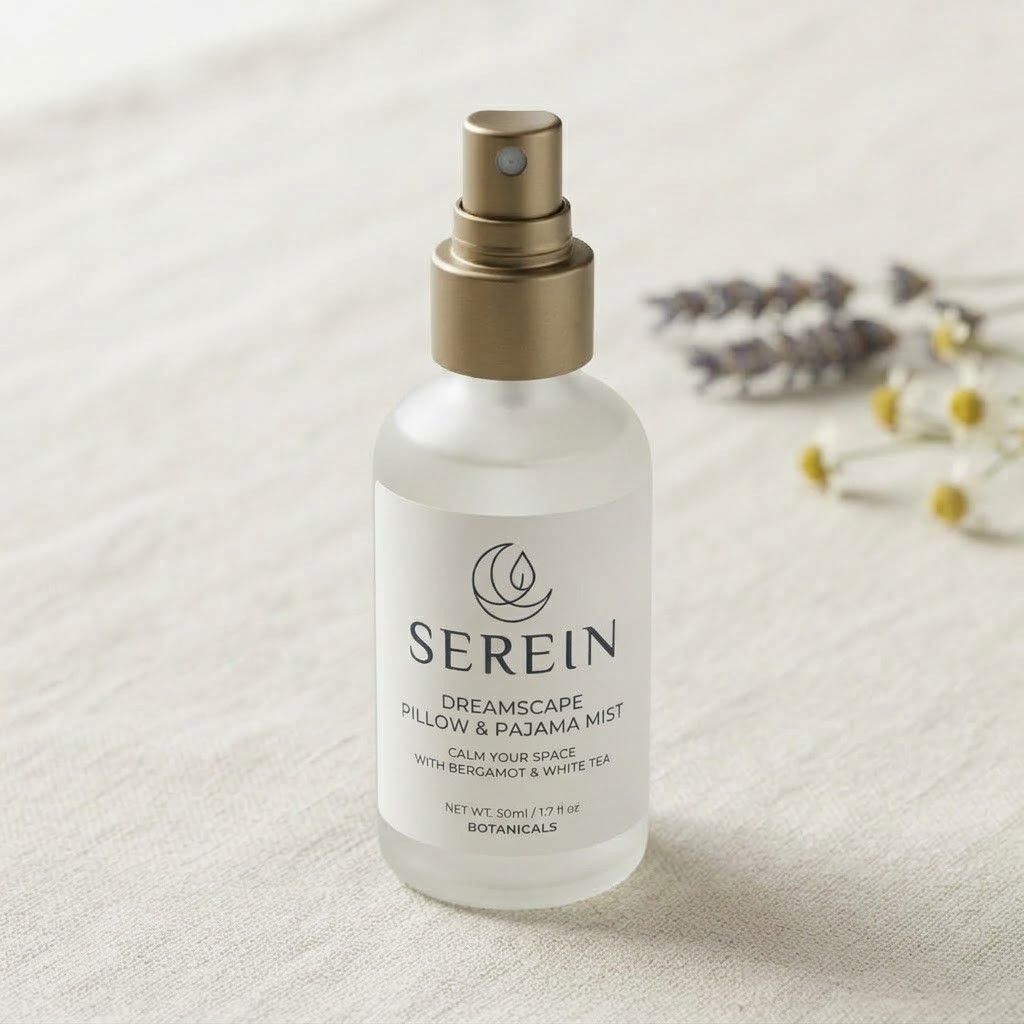 SEREIN
DREAMSCAPE
PILLOW & PAJAMA MIST
CALM YOUR SPACE
WITH BERGAMOT & WHITE TEA
NET WT. 50ml / 1.7 fl oz
BOTANICALS